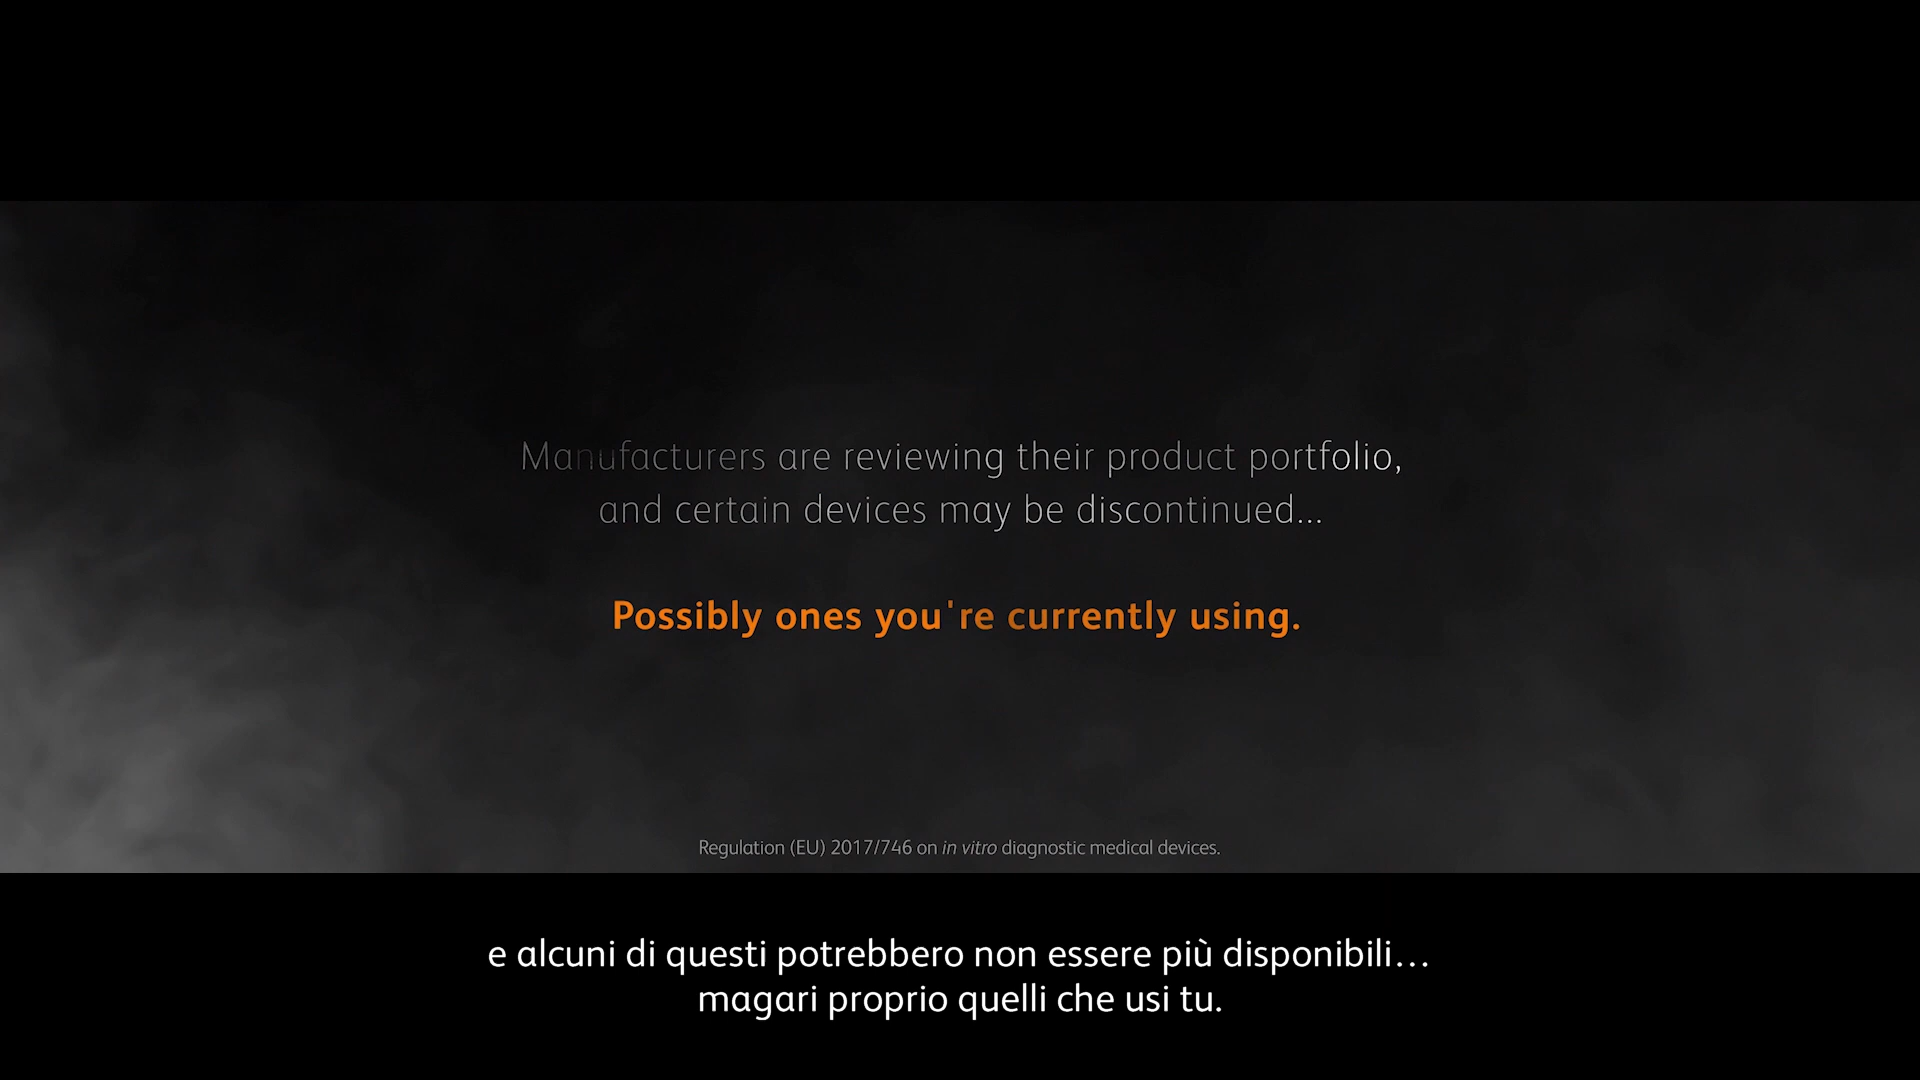 Manufacturers are reviewing their product portfolio,
and certain devices may be discontinued...
Possibly ones you're currently using.
Regulation (EU) 2017/746 on in vitro diagnostic medical devices.
e alcuni di questi potrebbero non essere più disponibili...
magari proprio quelli che usi tu.